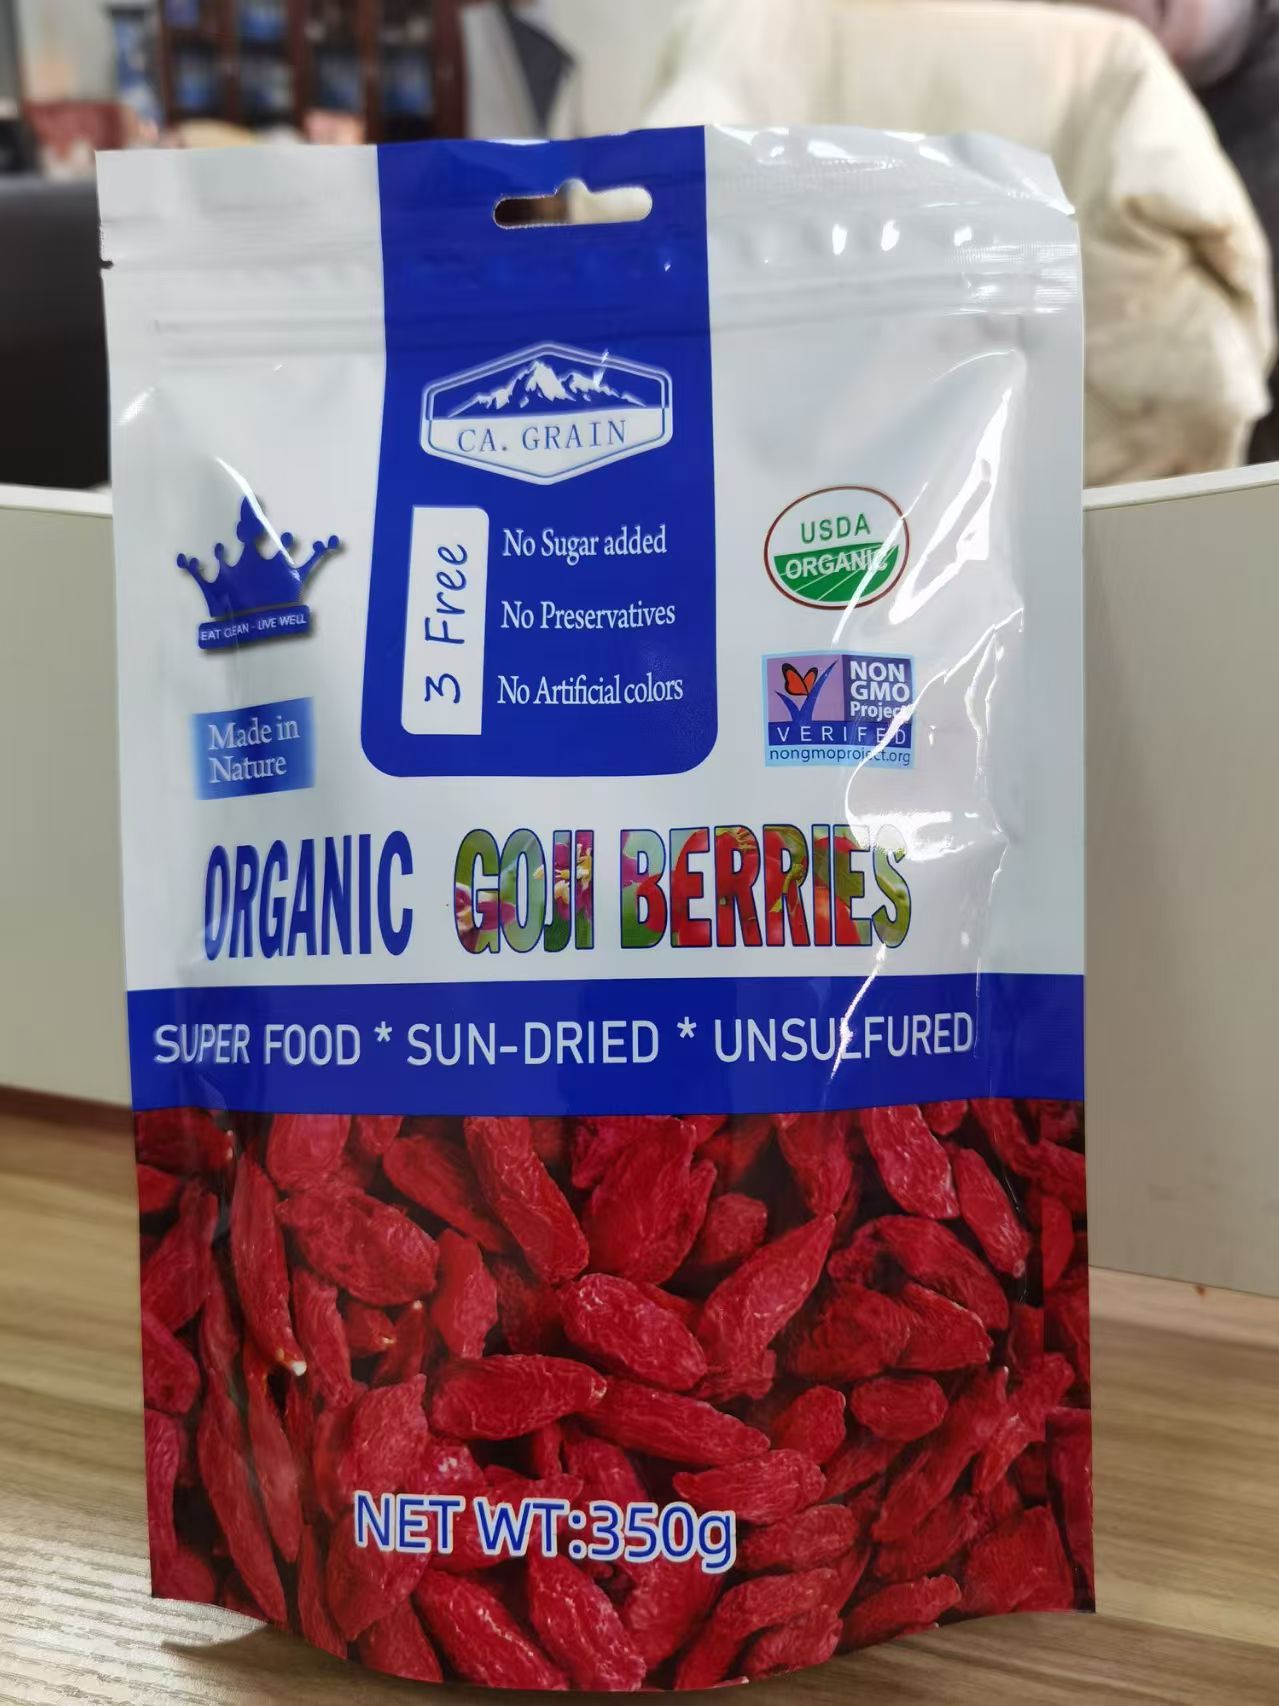 CA. GRAIN
3 Free
No Sugar added
No Preservatives
No Artificial colors
EAT CLEAN - LIVE WELL
Made in
Nature
USDA
ORGANIC
NON
GMO
Project
VERIFED
nongmoproject.org
ORGANIC GOJI BERRIES
SUPER FOOD * SUN-DRIED * UNSULFURED
NET WT:350g